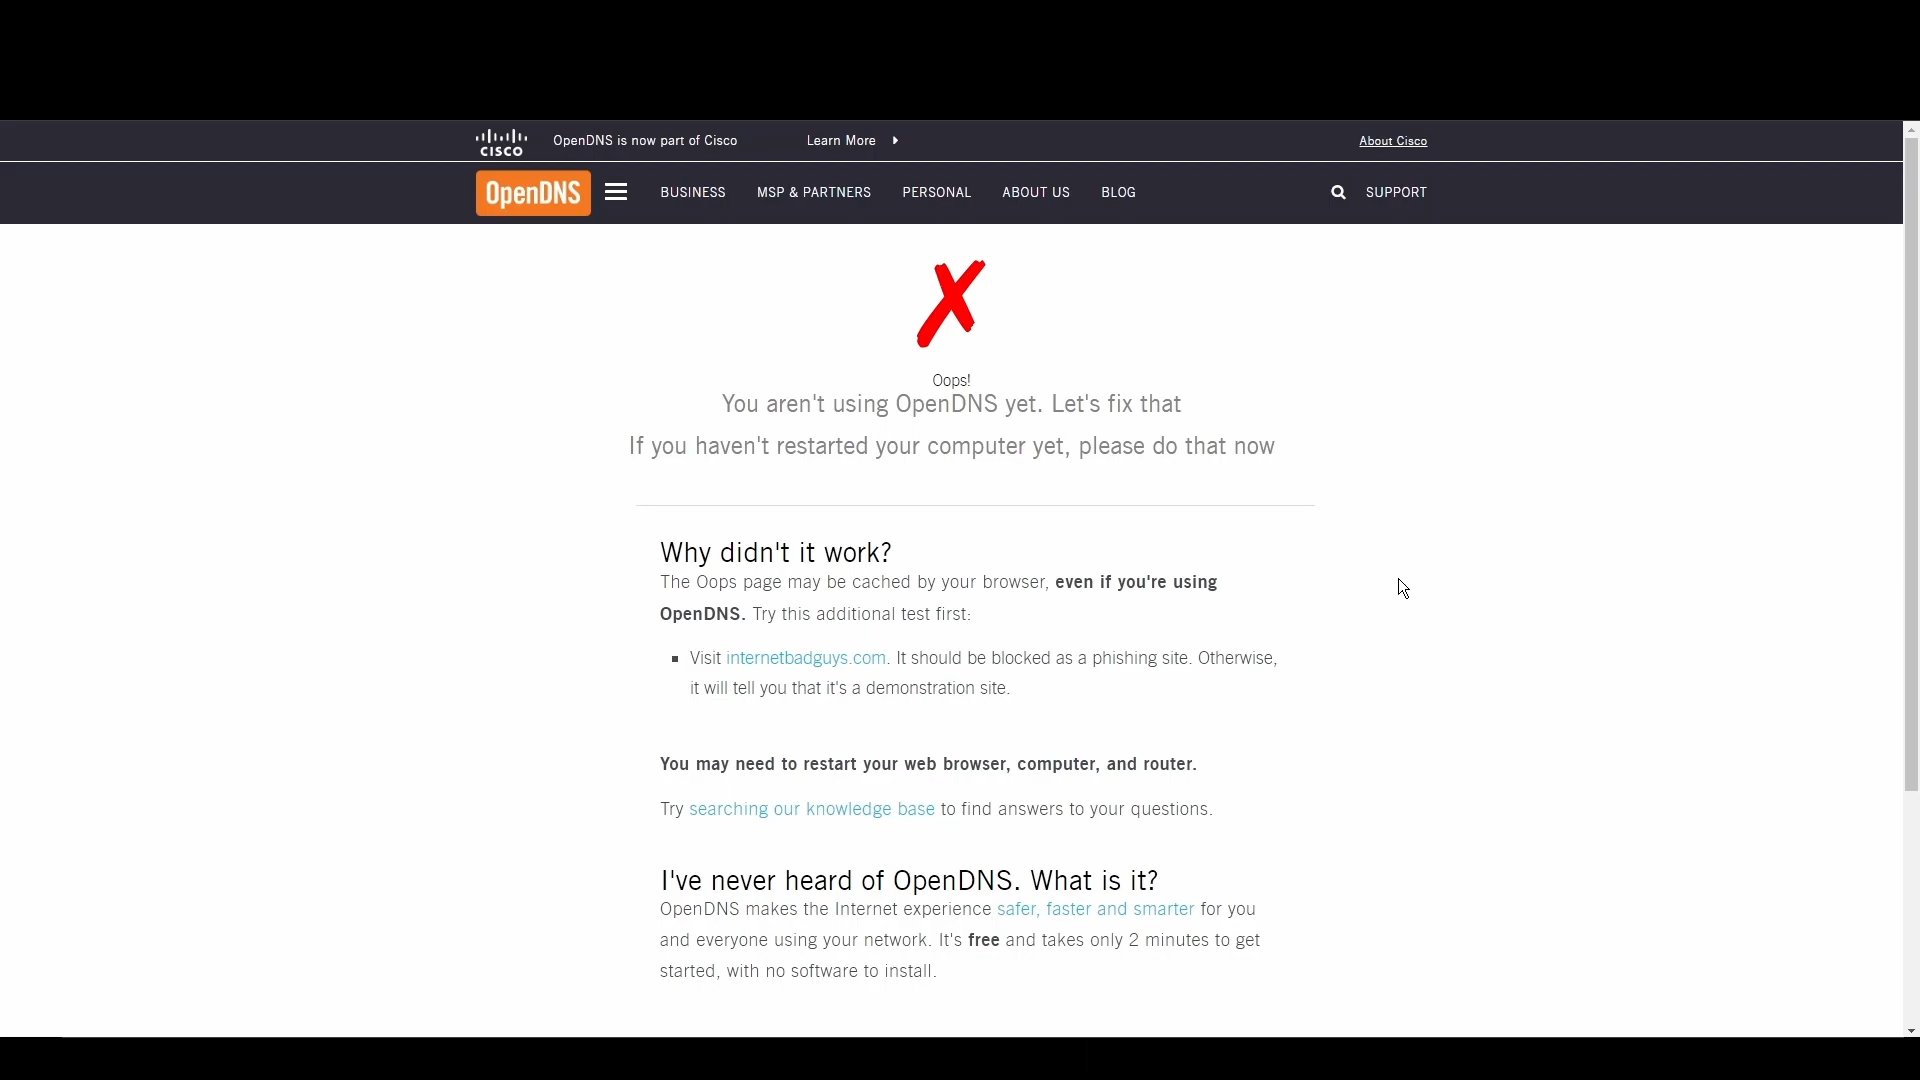 CISCO OpenDNS is now part of Cisco Learn More About Cisco
OpenDNS BUSINESS MSP & PARTNERS PERSONAL ABOUT US BLOG SUPPORT
Oops!
You aren't using OpenDNS yet. Let's fix that
If you haven't restarted your computer yet, please do that now
Why didn't it work?
The Oops page may be cached by your browser, even if you're using
OpenDNS. Try this additional test first:
Visit internetbadguys.com. It should be blocked as a phishing site. Otherwise,
it will tell you that it's a demonstration site.
You may need to restart your web browser, computer, and router.
Try searching our knowledge base to find answers to your questions.
I've never heard of OpenDNS. What is it?
OpenDNS makes the Internet experience safer, faster and smarter for you
and everyone using your network. It's free and takes only 2 minutes to get
started, with no software to install.